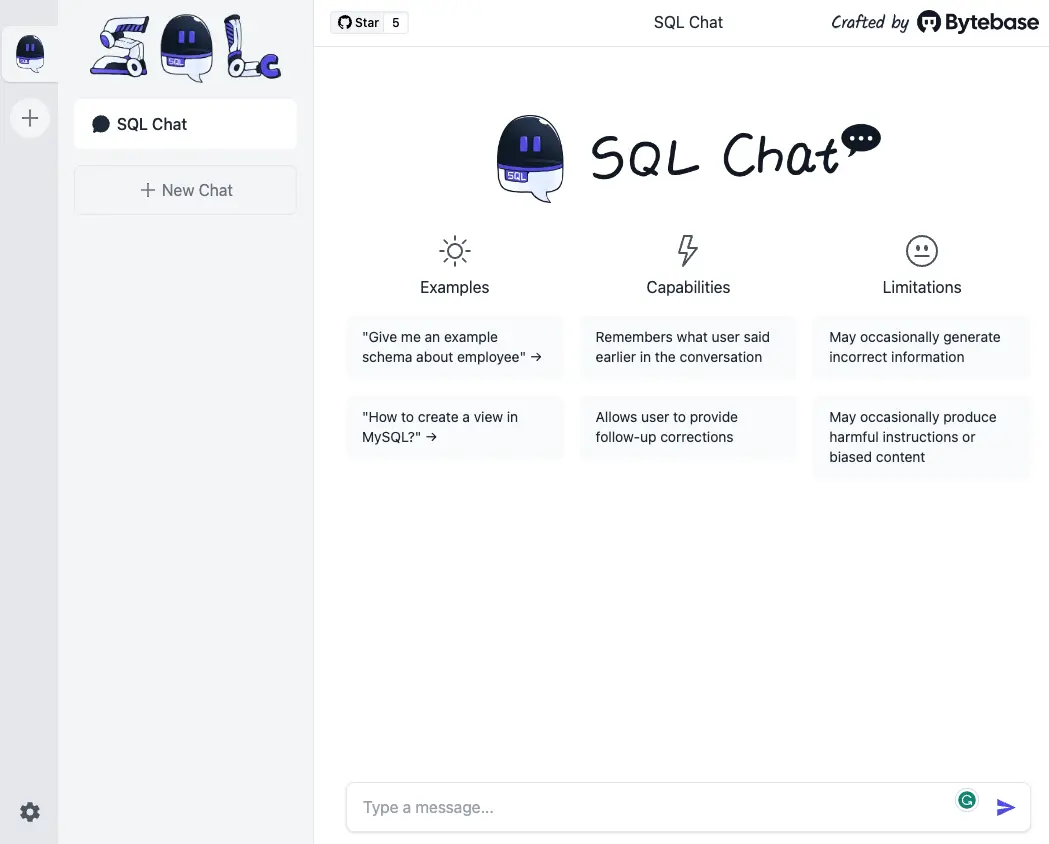 SQL
SQL Chat
New Chat
Star 5
SQL Chat
Crafted by Bytebase
SQL
SQL Chat
Examples
"Give me an example
schema about employee" →
"How to create a view in
MySQL?" →
Capabilities
Remembers what user said
earlier in the conversation
Allows user to provide
follow-up corrections
Limitations
May occasionally generate
incorrect information
May occasionally produce
harmful instructions or
biased content
Type a message...